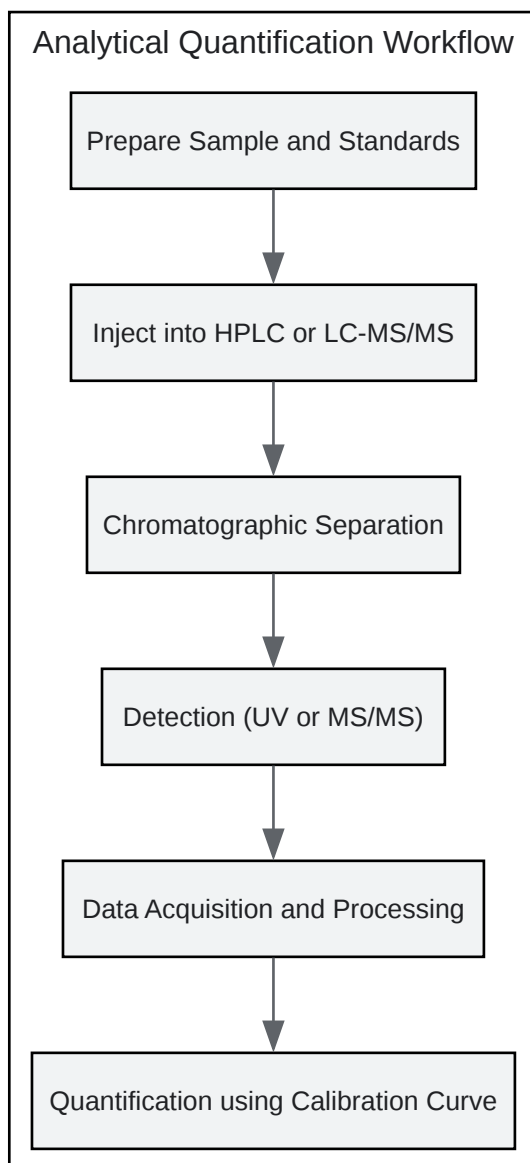 Analytical Quantification Workflow
Prepare Sample and Standards
Inject into HPLC or LC-MS/MS
Chromatographic Separation
Detection (UV or MS/MS)
Data Acquisition and Processing
Quantification using Calibration Curve